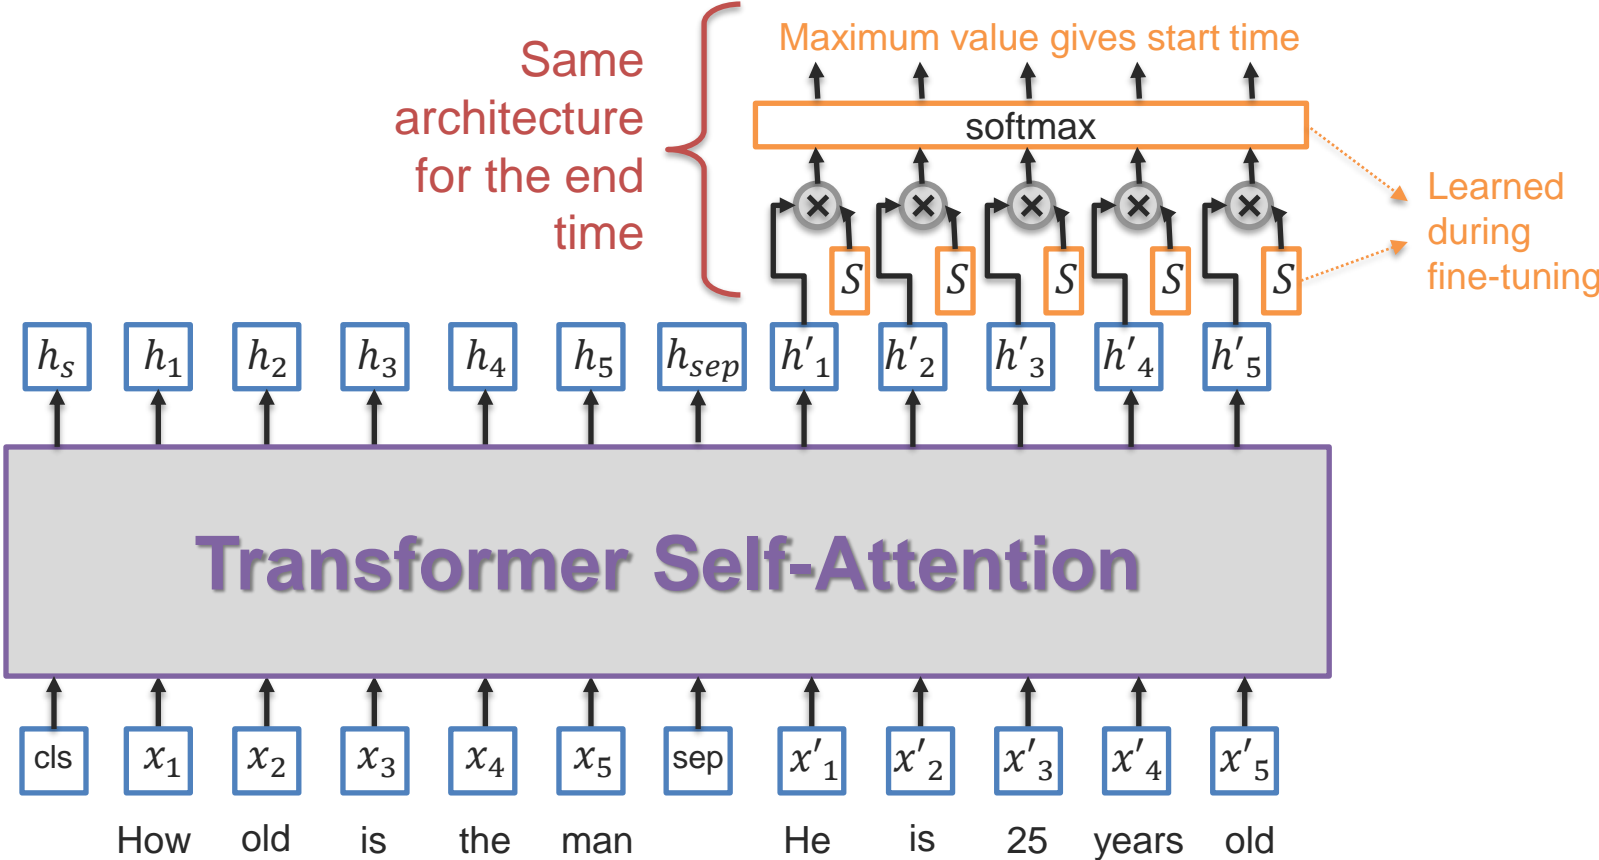 Maximum value gives start time
Same
architecture
for the end
time
softmax
× × × × ×
Learned
during
fine-tuning
S S S S S
h_s h_1 h_2 h_3 h_4 h_5 h_sep h'_1 h'_2 h'_3 h'_4 h'_5
Transformer Self-Attention
cls x_1 x_2 x_3 x_4 x_5 sep x'_1 x'_2 x'_3 x'_4 x'_5
How old is the man He is 25 years old